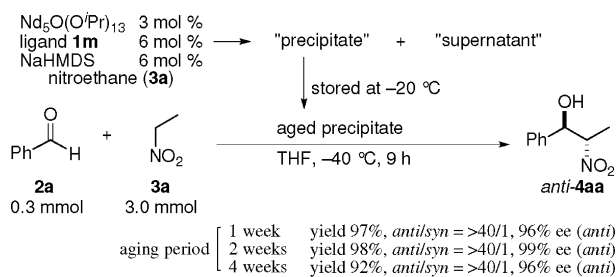 Nd₅O(OⁱPr)₁₃ 3 mol %
ligand 1m 6 mol % "precipitate" + "supernatant"
NaHMDS 6 mol %
nitroethane (3a)
stored at –20 °C
O OH
Ph H + NO₂ aged precipitate Ph NO₂
THF, –40 °C, 9 h
2a 3a anti-4aa
0.3 mmol 3.0 mmol
1 week yield 97%, anti/syn = >40/1, 96% ee (anti)
aging period 2 weeks yield 98%, anti/syn = >40/1, 99% ee (anti)
4 weeks yield 92%, anti/syn = >40/1, 96% ee (anti)